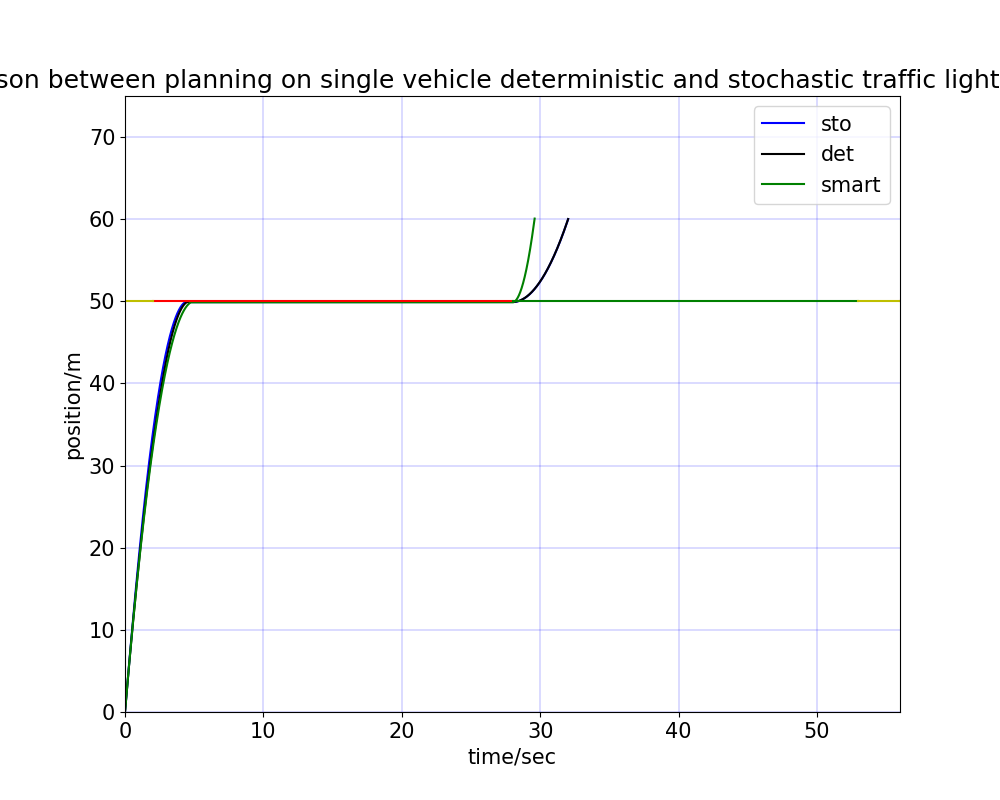 son between planning on single vehicle deterministic and stochastic traffic light
70
60
50
40
30
20
10
0
position/m
sto
det
smart
0 10 20 30 40 50
time/sec